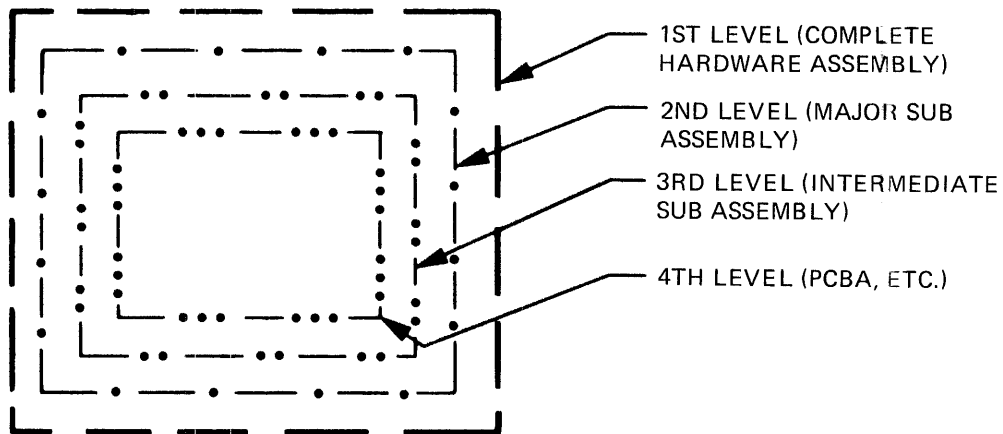 1ST LEVEL (COMPLETE
HARDWARE ASSEMBLY)
2ND LEVEL (MAJOR SUB
ASSEMBLY)
3RD LEVEL (INTERMEDIATE
SUB ASSEMBLY)
4TH LEVEL (PCBA, ETC.)